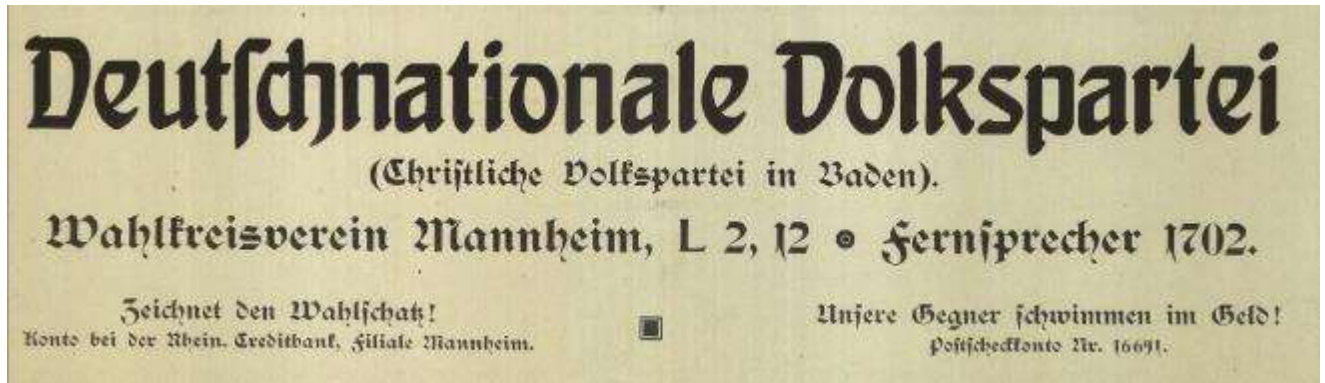 Deutschnationale Volkspartei
(Christliche Volkspartei in Baden).
Wahlkreisverein Mannheim, L 2, 12 • Fernsprecher 1702.
Zeichnet den Wahlschatz!
Konto bei der Rhein. Creditbank, Filiale Mannheim.
Unsere Gegner schwimmen im Geld!
Postscheckkonto Nr. 16691.